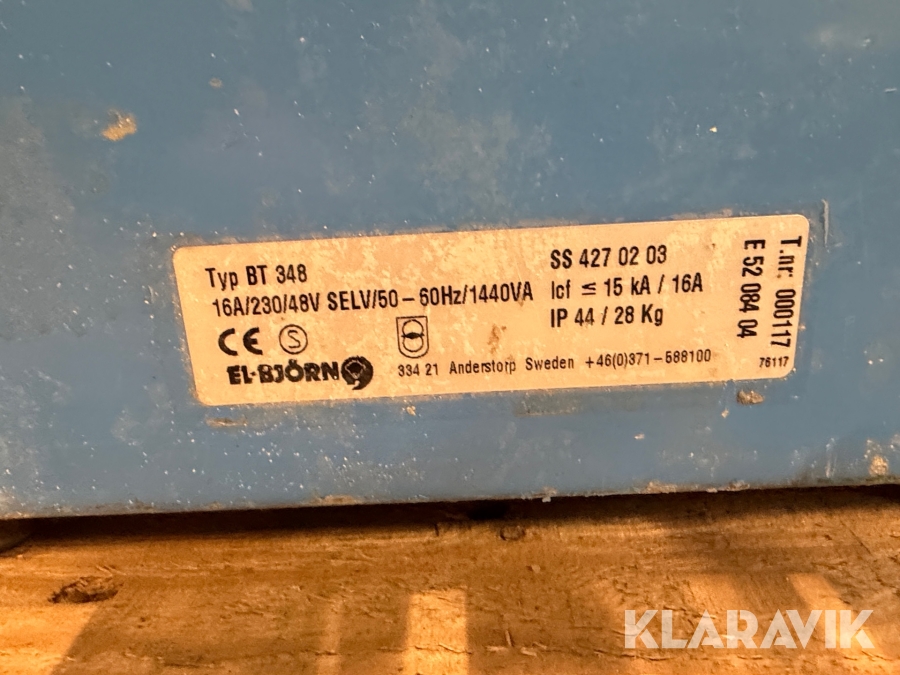 Typ BT 348
16A/230/48V SELV/50-60Hz/1440VA
CE S
EL-BJÖRN
SS 427 02 03
Icf ≤ 15 kA / 16A
IP 44 / 28 Kg
334 21 Anderstorp Sweden +46(0)371-588100
T.nr. 000117
E 52 084 04
76117
KLARAVIK